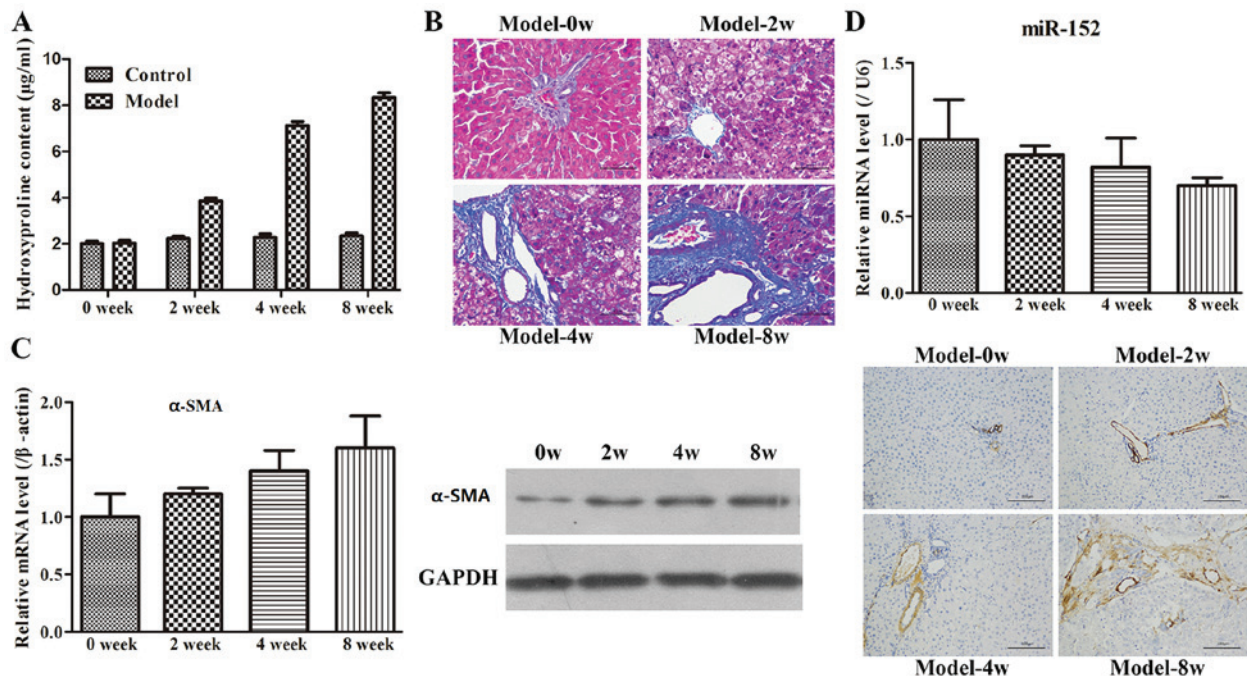 A
Hydroxyproline content (μg/ml)
10
8
6
4
2
0
Control
Model
0 week
2 week
4 week
8 week
B
Model-0w
Model-2w
Model-4w
Model-8w
D
miR-152
Relative miRNA level (/ U6)
1.5
1.0
0.5
0.0
0 week
2 week
4 week
8 week
C
Relative mRNA level (/β -actin)
α-SMA
2.0
1.5
1.0
0.5
0.0
0 week
2 week
4 week
8 week
0w
2w
4w
8w
α-SMA
GAPDH
Model-0w
Model-2w
Model-4w
Model-8w